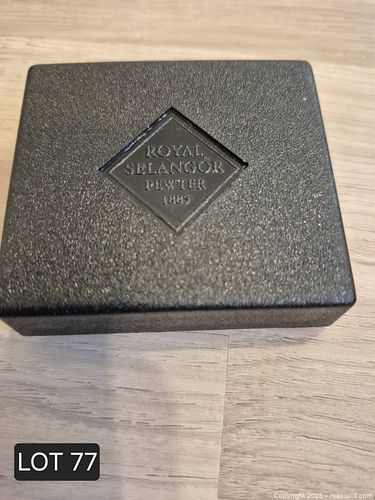 ROYAL
SELANGOR
PEWTER
1885
LOT 77
Copyright 2025 - maxsold.com